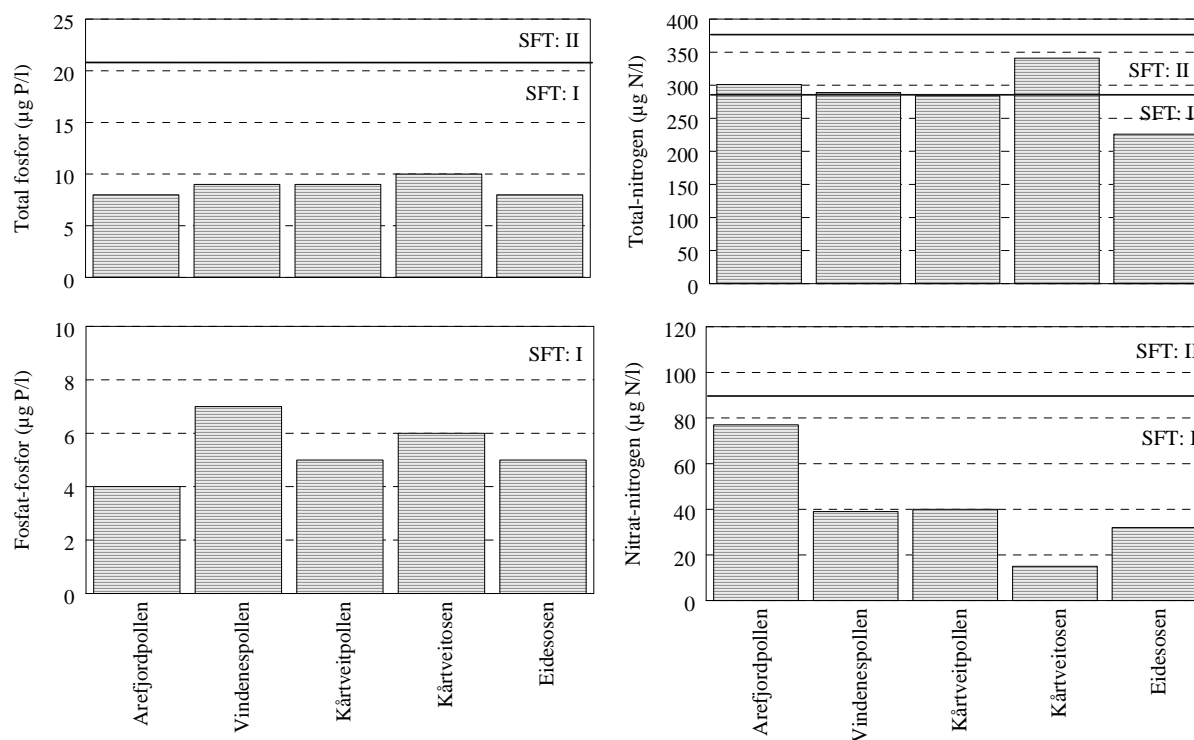 Total fosfor (µg P/l)
25
20
15
10
5
0
SFT: II
SFT: I
Total-nitrogen (µg N/l)
400
350
300
250
200
150
100
50
0
SFT: II
SFT: I
Fosfat-fosfor (µg P/l)
10
8
6
4
2
0
SFT: I
Arefjordpollen
Vindenespollen
Kårtveitpollen
Kårtveitosen
Eidesosen
Nitrat-nitrogen (µg N/l)
120
100
80
60
40
20
0
SFT: II
SFT: I
Arefjordpollen
Vindenespollen
Kårtveitpollen
Kårtveitosen
Eidesosen